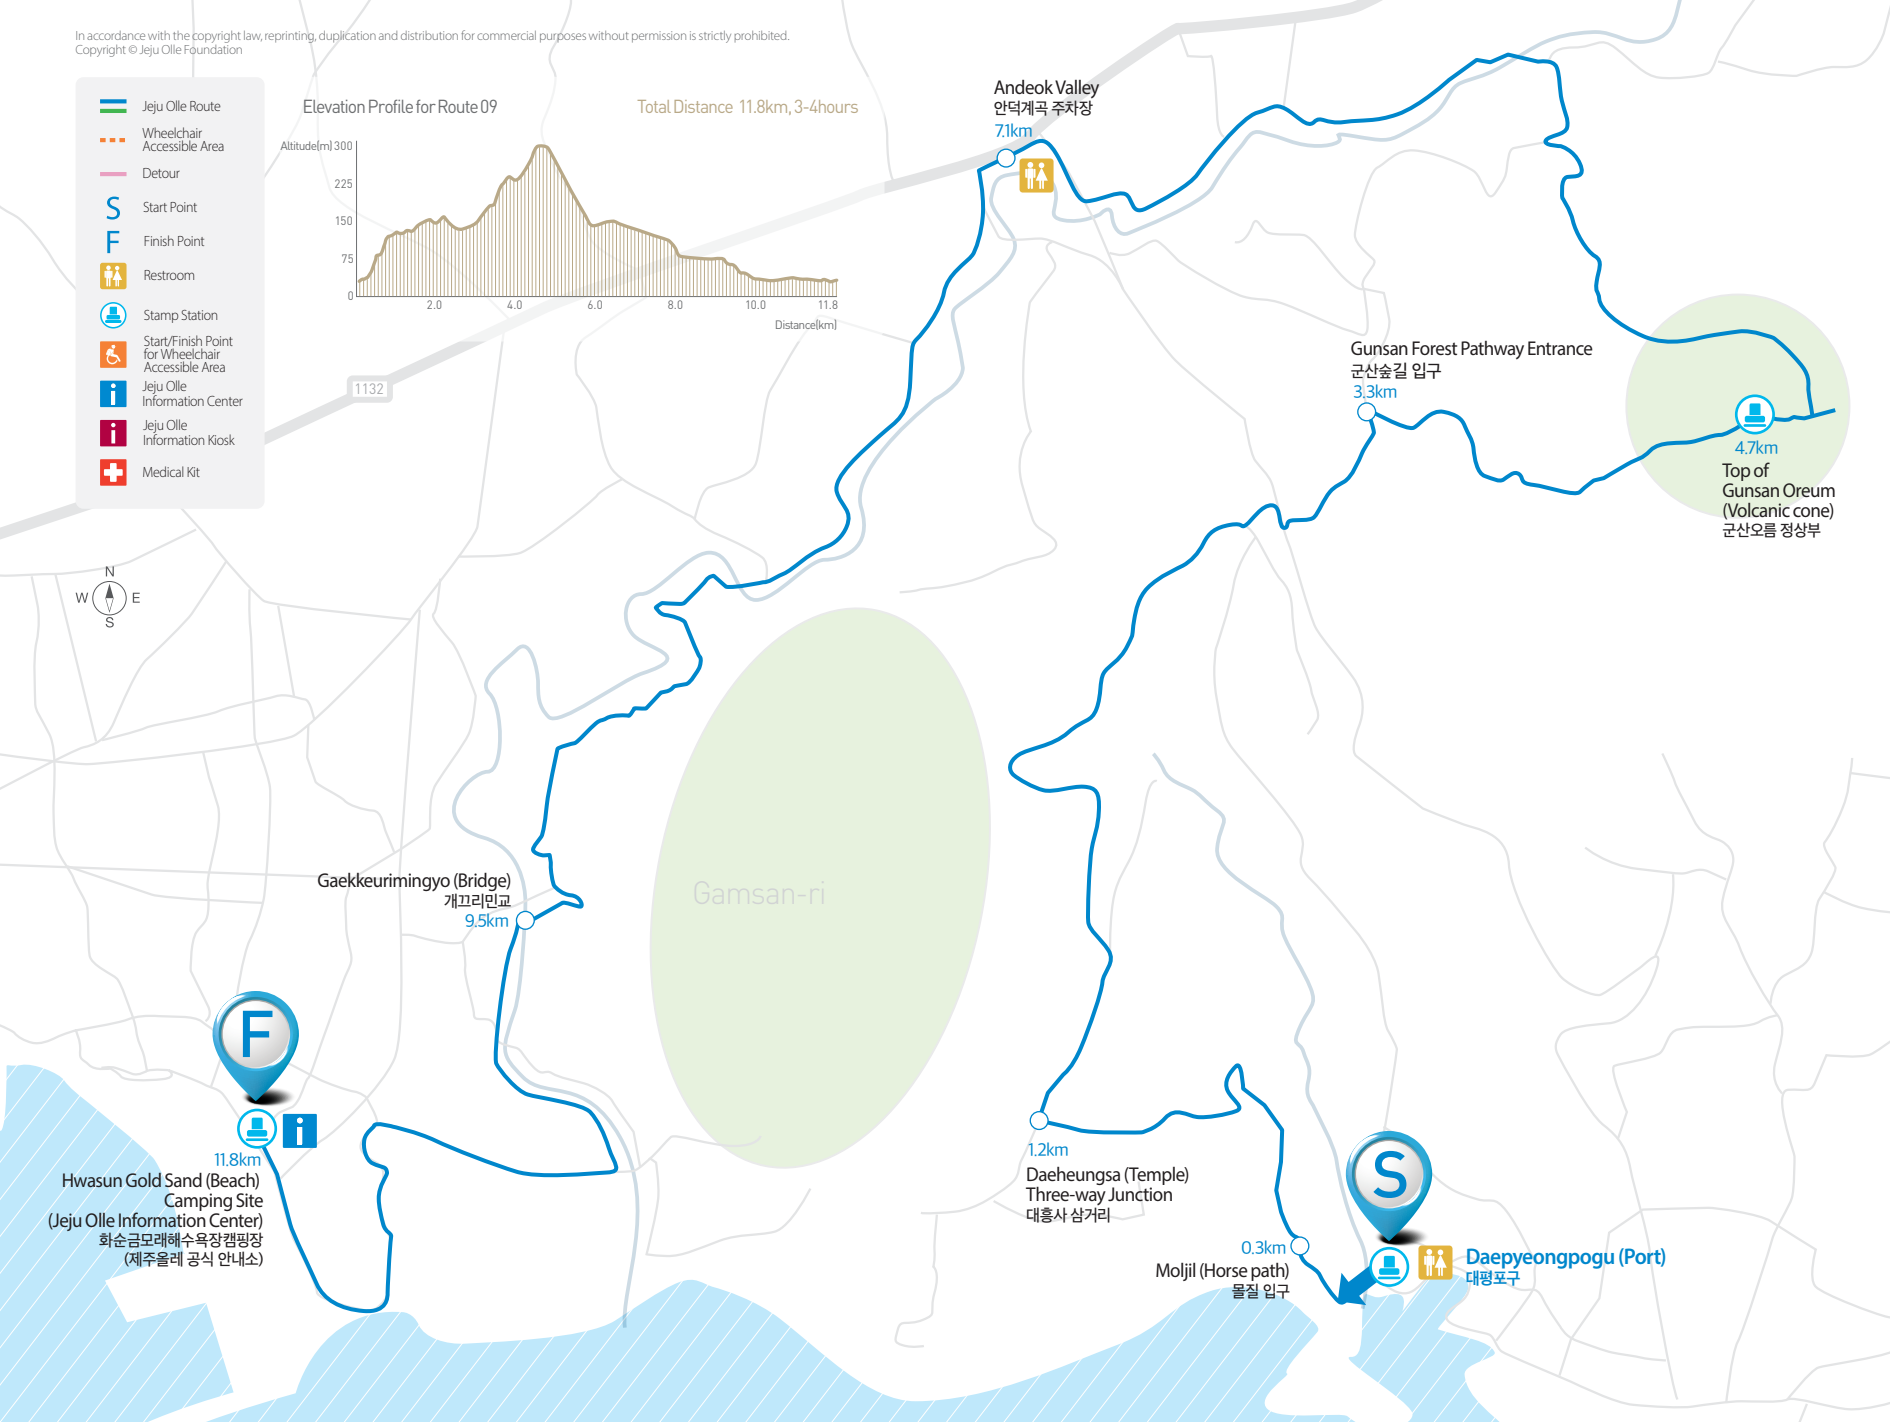 In accordance with the copyright law, reprinting, duplication and distribution for commercial purposes without permission is strictly prohibited.
Copyright © Jeju Olle Foundation
Jeju Olle Route
Wheelchair
Accessible Area
Detour
S
Start Point
F
Finish Point
Restroom
Stamp Station
Start/Finish Point
for Wheelchair
Accessible Area
i
Jeju Olle
Information Center
i
Jeju Olle
Information Kiosk
Medical Kit
Elevation Profile for Route 09
Total Distance 11.8km, 3-4hours
Altitude(m)
300
225
150
75
0
2.0
4.0
6.0
8.0
10.0
11.8
Distance(km)
1132
N
W
E
S
Andeok Valley
안덕계곡 주차장
7.1km
Gunsan Forest Pathway Entrance
군산숲길 입구
3.3km
4.7km
Top of
Gunsan Oreum
(Volcanic cone)
군산오름 정상부
Gaekkeurimingyo (Bridge)
개끄리민교
9.5km
Gamsan-ri
F
i
11.8km
Hwasun Gold Sand (Beach)
Camping Site
(Jeju Olle Information Center)
화순금모래해수욕장캠핑장
(제주올레 공식 안내소)
1.2km
Daeheungsa (Temple)
Three-way Junction
대흥사 삼거리
0.3km
Moljil (Horse path)
몰질 입구
S
Daepyeongpogu (Port)
대평포구